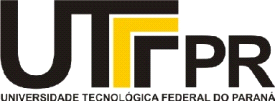 UTFPR
UNIVERSIDADE TECNOLÓGICA FEDERAL DO PARANÁ